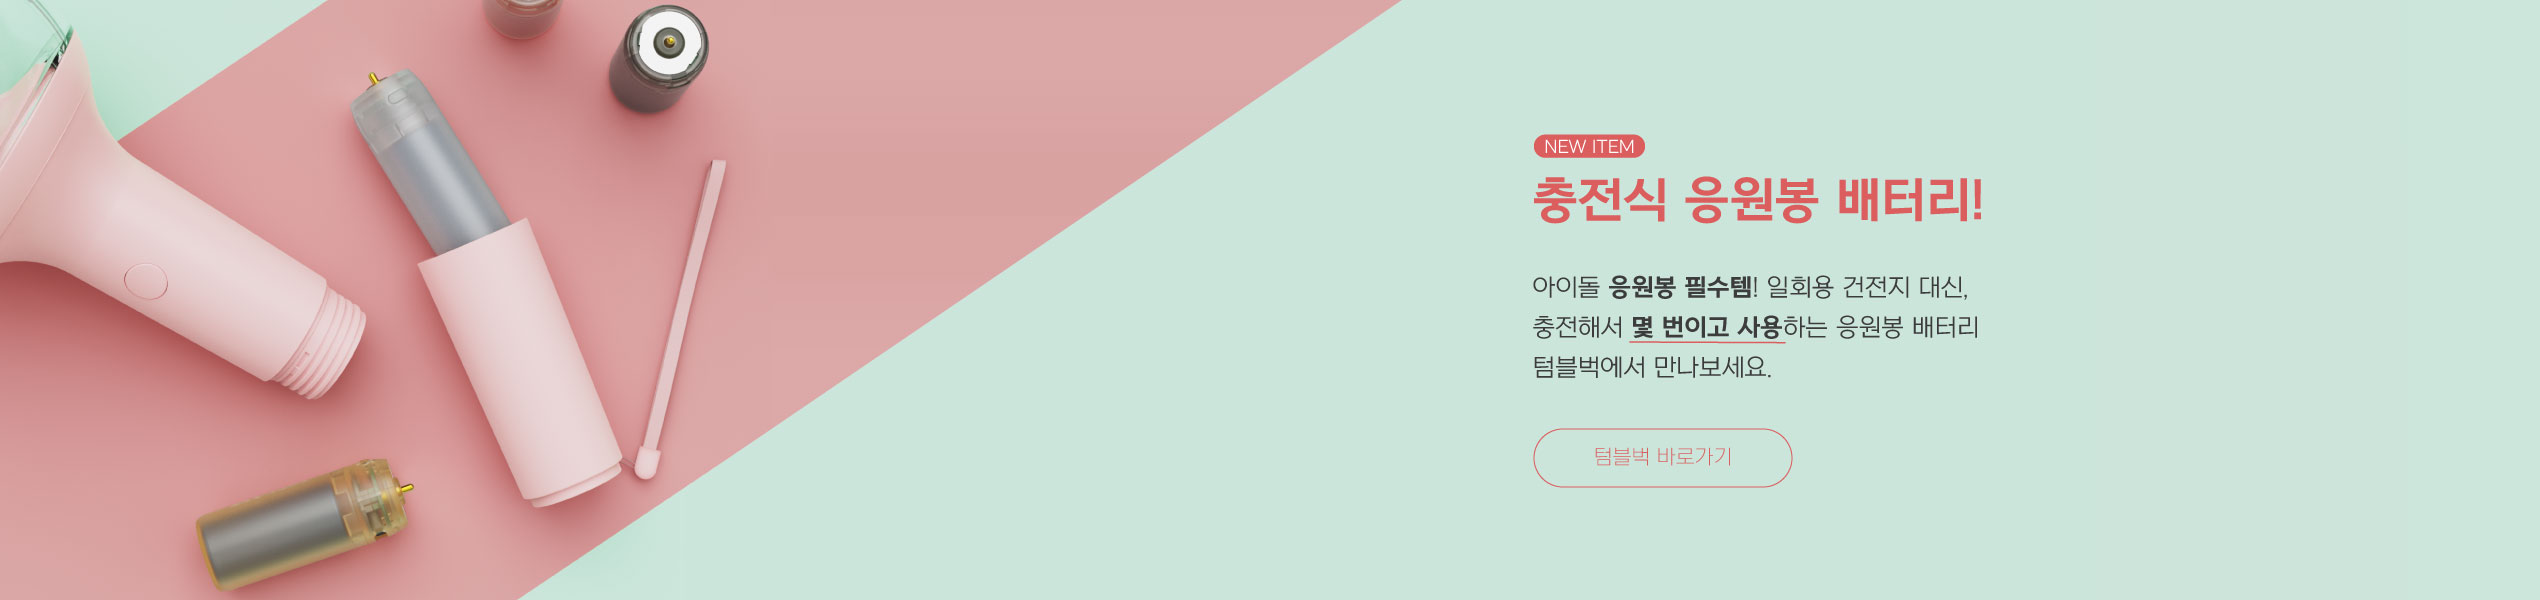 NEW ITEM
충전식 응원봉 배터리!
아이돌 응원봉 필수템! 일회용 건전지 대신,
충전해서 몇 번이고 사용하는 응원봉 배터리
텀블벅에서 만나보세요.
텀블벅 바로가기